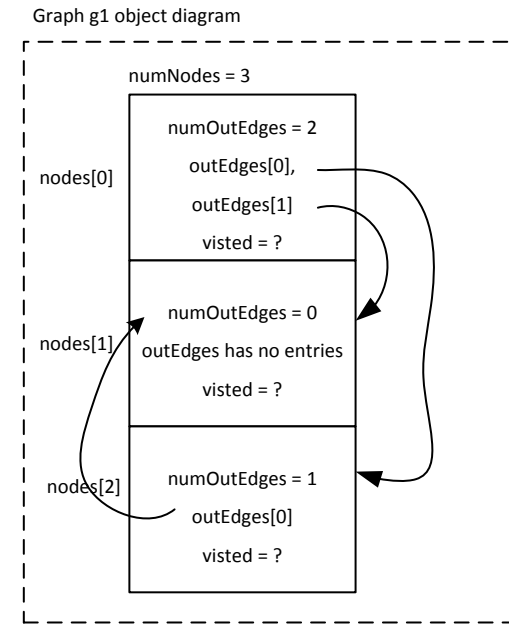 Graph g1 object diagram
numNodes = 3
nodes[0]
numOutEdges = 2
outEdges[0],
outEdges[1]
visted = ?
nodes[1]
numOutEdges = 0
outEdges has no entries
visted = ?
nodes[2]
numOutEdges = 1
outEdges[0]
visted = ?